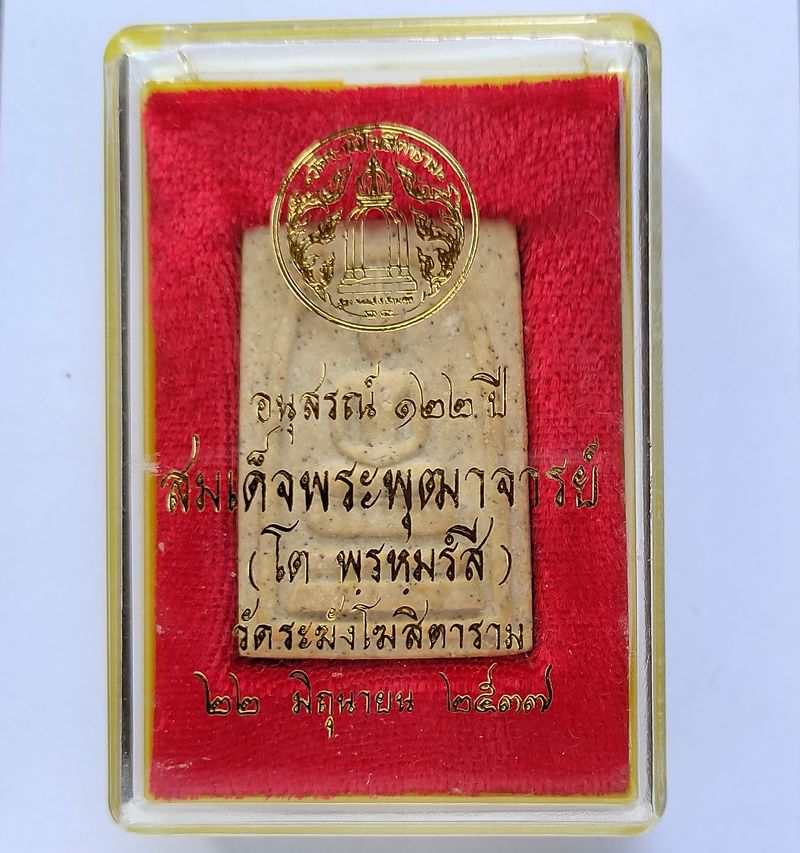 อนุสรณ์ ๑๒๒ ปี
สมเด็จพระพุฒาจารย์
(โต พฺรหฺมรํสี)
วัดระฆังโฆสิตาราม
๒๒ มิถุนายน ๒๕๓๗